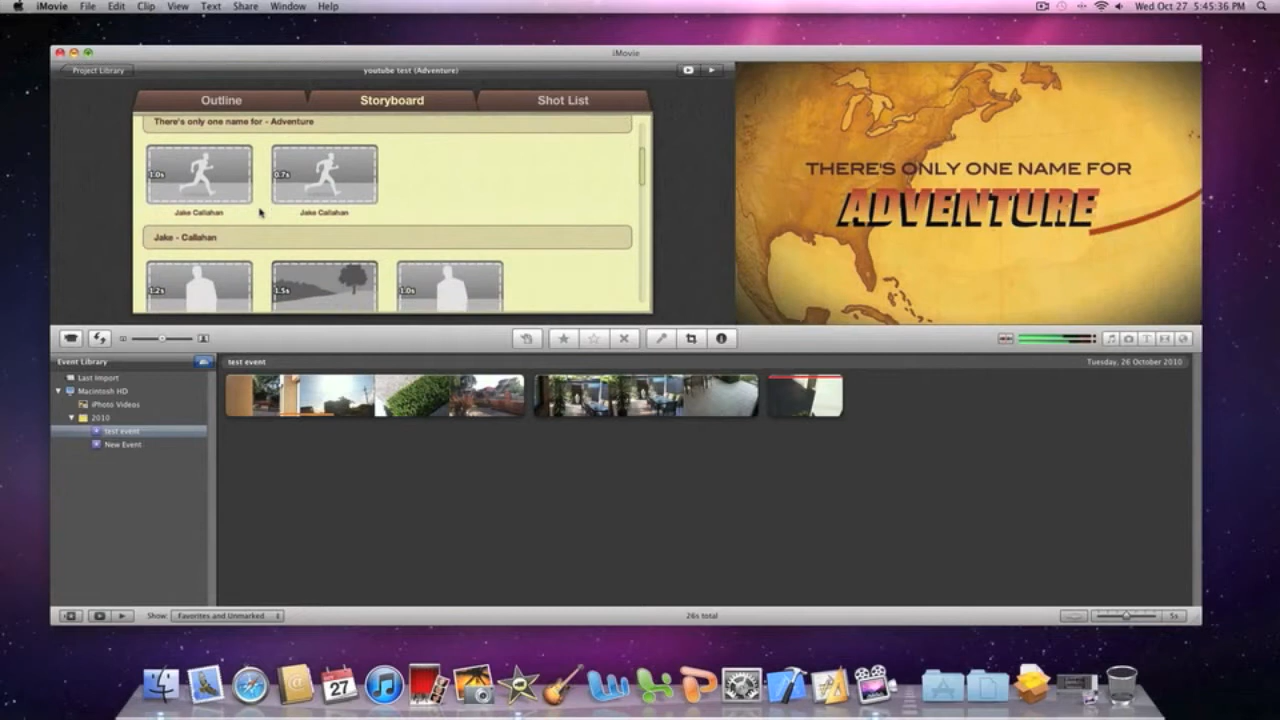 iMovie File Edit Clip View Text Share Window Help
Wed Oct 27 5:45:36 PM
iMovie
Project Library
youtube test (Adventure)
Outline
Storyboard
Shot List
There's only one name for - Adventure
1.0s
0.7s
Jake Callahan
Jake Callahan
Jake - Callahan
1.2s
1.5s
1.0s
THERE'S ONLY ONE NAME FOR
ADVENTURE
Event Library
test event
Tuesday, 26 October 2010
Last Import
Macintosh HD
iPhoto Videos
2010
test event
New Event
Show: Favorites and Unmarked
26s total
5s
OCT
27